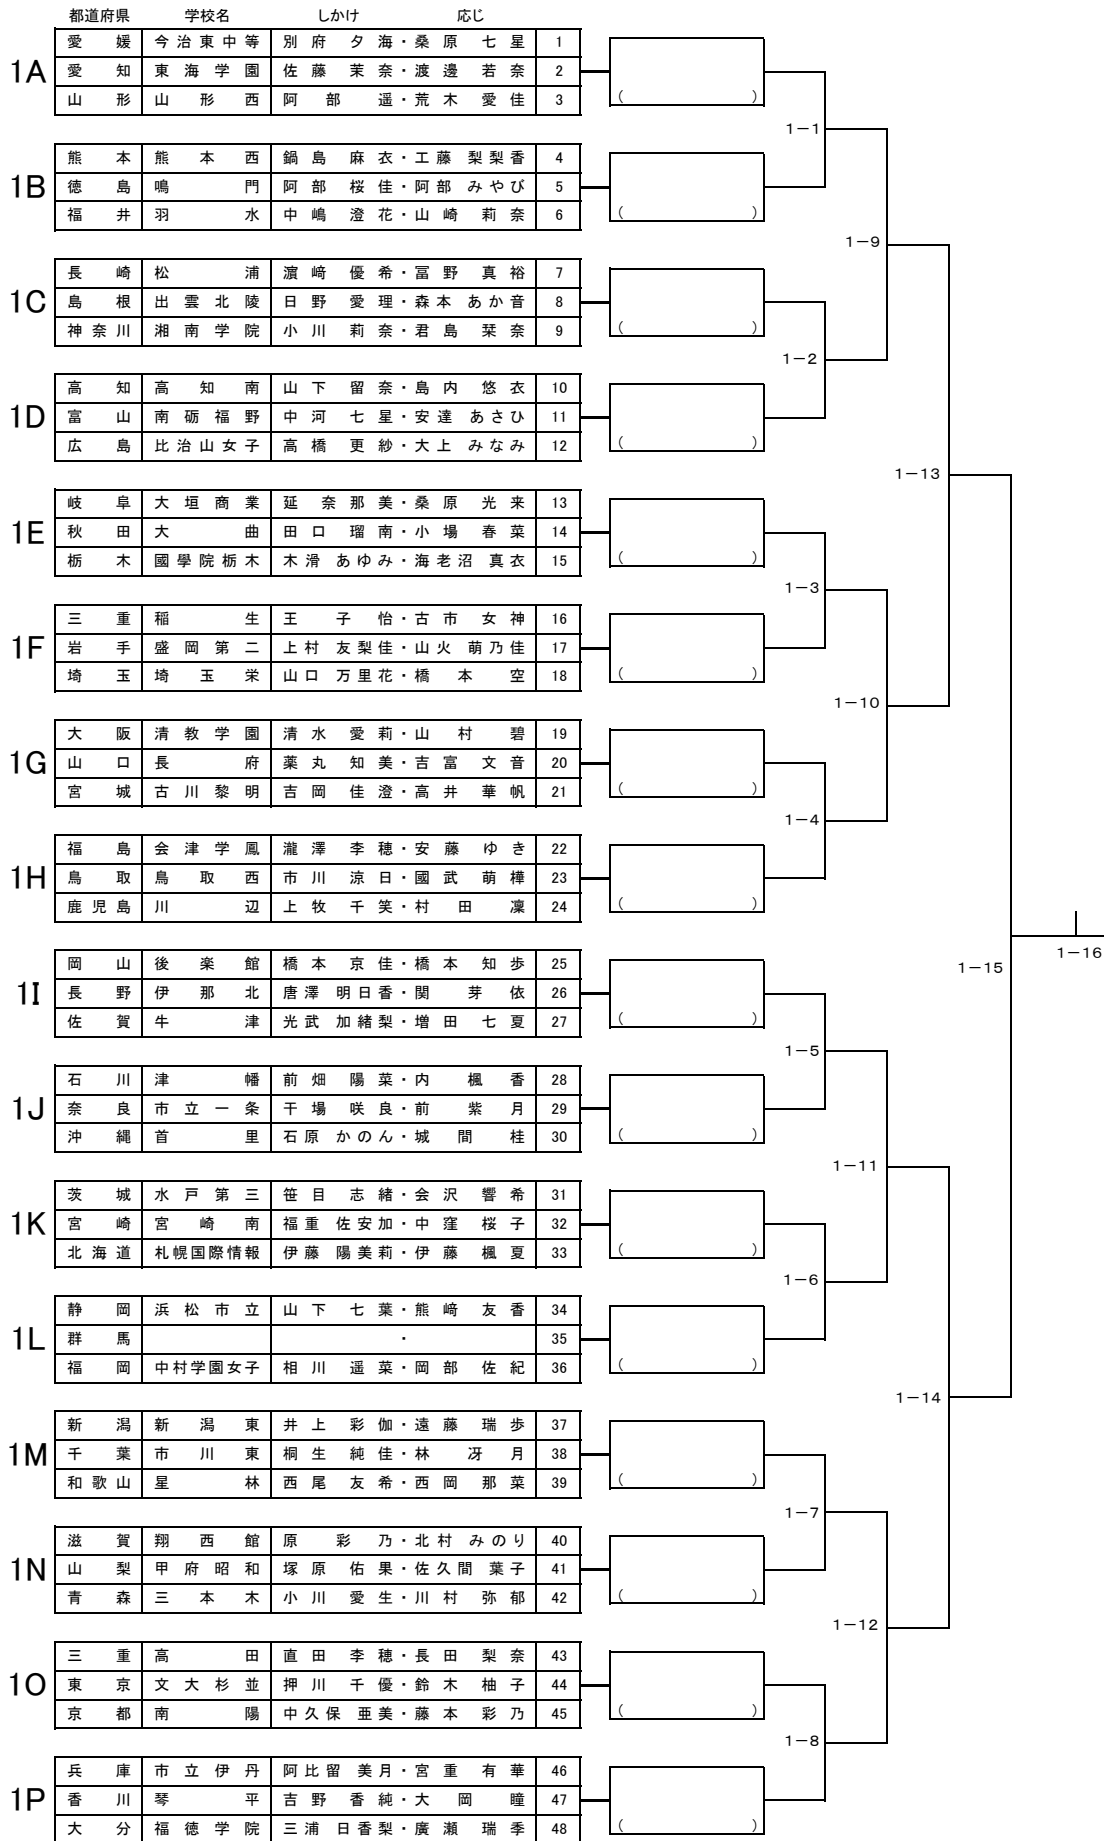 都道府県 学校名 しかけ 応じ
1A
愛媛 今治東中等 別府 夕海・桑原 七星 1
愛知 東海学園 佐藤 茉奈・渡邊 若奈 2
山形 山形西 阿部 遥・荒木 愛佳 3
( )
1－1
1B
熊本 熊本西 鍋島 麻衣・工藤 梨梨香 4
徳島 鳴門 阿部 桜佳・阿部 みやび 5
福井 羽水 中嶋 澄花・山崎 莉奈 6
( )
1－9
1C
長崎 松浦 濵﨑 優希・冨野 真裕 7
島根 出雲北陵 日野 愛理・森本 あか音 8
神奈川 湘南学院 小川 莉奈・君島 栞奈 9
( )
1－2
1D
高知 高知南 山下 留奈・島内 悠衣 10
富山 南砺福野 中河 七星・安達 あさひ 11
広島 比治山女子 高橋 更紗・大上 みなみ 12
( )
1－13
1E
岐阜 大垣商業 延 奈那美・桑原 光来 13
秋田 大曲 田口 瑠南・小場 春菜 14
栃木 國學院栃木 木滑 あゆみ・海老沼 真衣 15
( )
1－3
1F
三重 稲生 王 子怡・古市 女神 16
岩手 盛岡第二 上村 友梨佳・山火 萌乃佳 17
埼玉 埼玉栄 山口 万里花・橋本 空 18
( )
1－10
1G
大阪 清教学園 清水 愛莉・山村 碧 19
山口 長府 薬丸 知美・吉富 文音 20
宮城 古川黎明 吉岡 佳澄・高井 華帆 21
( )
1－4
1H
福島 会津学鳳 瀧澤 李穂・安藤 ゆき 22
鳥取 鳥取西 市川 涼日・國武 萌樺 23
鹿児島 川辺 上牧 千笑・村田 凜 24
( )
1－16
1－15
1I
岡山 後楽館 橋本 京佳・橋本 知歩 25
長野 伊那北 唐澤 明日香・関 芽依 26
佐賀 牛津 光武 加緒梨・増田 七夏 27
( )
1－5
1J
石川 津幡 前畑 陽菜・内 楓香 28
奈良 市立一条 干場 咲良・前 紫月 29
沖縄 首里 石原 かのん・城間 桂 30
( )
1－11
1K
茨城 水戸第三 笹目 志緒・会沢 響希 31
宮崎 宮崎南 福重 佐安加・中窪 桜子 32
北海道 札幌国際情報 伊藤 陽美莉・伊藤 楓夏 33
( )
1－6
1L
静岡 浜松市立 山下 七葉・熊﨑 友香 34
群馬 ・ 35
福岡 中村学園女子 相川 遥菜・岡部 佐紀 36
( )
1－14
1M
新潟 新潟東 井上 彩伽・遠藤 瑞歩 37
千葉 市川東 桐生 純佳・林 冴月 38
和歌山 星林 西尾 友希・西岡 那菜 39
( )
1－7
1N
滋賀 翔西館 原 彩乃・北村 みのり 40
山梨 甲府昭和 塚原 佑果・佐久間 葉子 41
青森 三本木 小川 愛生・川村 弥郁 42
( )
1－12
1O
三重 高田 直田 李穂・長田 梨奈 43
東京 文大杉並 押川 千優・鈴木 柚子 44
京都 南陽 中久保 亜美・藤本 彩乃 45
( )
1－8
1P
兵庫 市立伊丹 阿比留 美月・宮重 有華 46
香川 琴平 吉野 香純・大岡 瞳 47
大分 福徳学院 三浦 日香梨・廣瀬 瑞季 48
( )